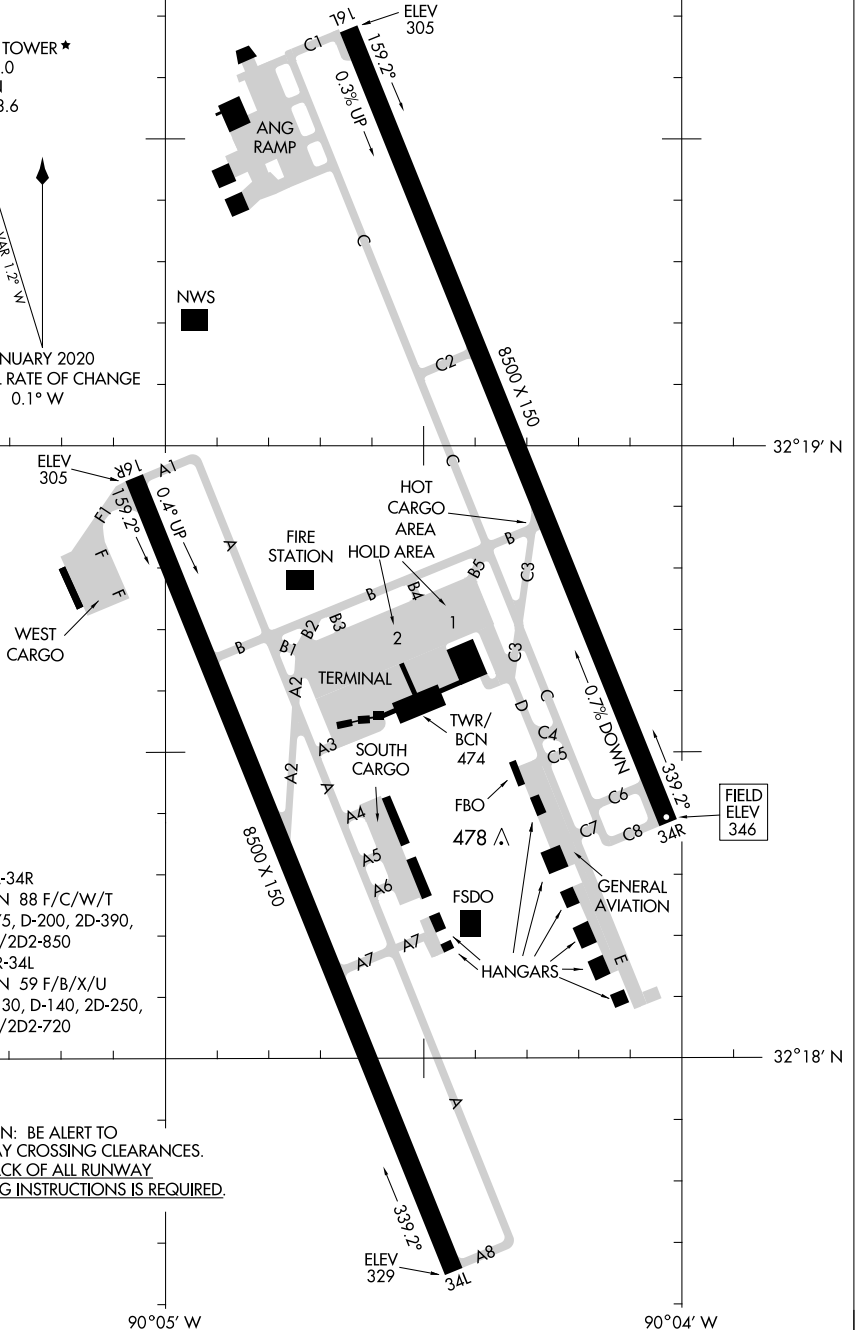 16L
ELEV
305
TOWER ★
.0
C1
159.2°
0.3% UP
3.6
ANG
RAMP
C
VAR 1.2° W
NWS
NUARY 2020
RATE OF CHANGE
0.1° W
C2
8500 X 150
32°19' N
ELEV
305
16R
A1
C
159.2°
0.4° UP
F1
F
F
A
HOT
CARGO
AREA
HOLD AREA
FIRE
STATION
B
B5
C3
B
B4
B3
B2
B1
B
1
2
WEST
CARGO
TERMINAL
C3
A2
D
C
0.7% DOWN
339.2°
TWR/
BCN
474
C4
C5
A3
SOUTH
CARGO
A2
A
FBO
C6
FIELD
ELEV
346
A4
478
C7
C8
34R
8500 X 150
A5
A6
GENERAL
AVIATION
-34R
N 88 F/C/W/T
75, D-200, 2D-390,
/2D2-850
R-34L
N 59 F/B/X/U
30, D-140, 2D-250,
/2D2-720
FSDO
A7
A7
HANGARS
E
32°18' N
A
N: BE ALERT TO
AY CROSSING CLEARANCES.
ACK OF ALL RUNWAY
G INSTRUCTIONS IS REQUIRED.
339.2°
A8
ELEV
329
34L
90°05' W
90°04' W